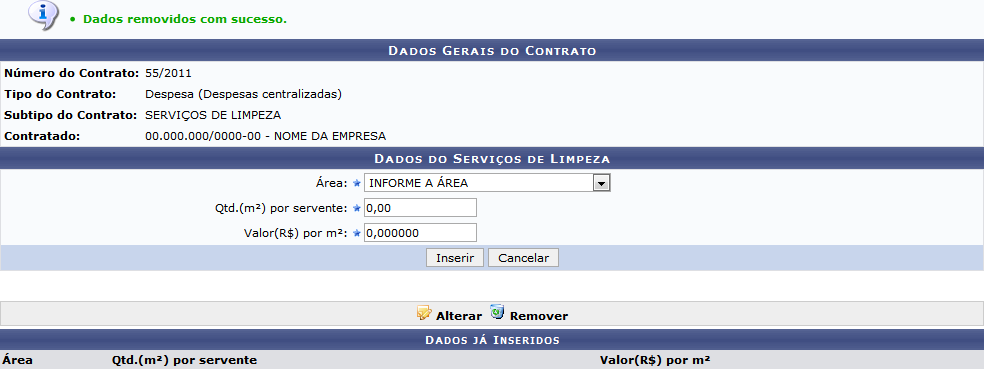 • Dados removidos com sucesso.
Dados Gerais do Contrato
Número do Contrato: 55/2011
Tipo do Contrato: Despesa (Despesas centralizadas)
Subtipo do Contrato: SERVIÇOS DE LIMPEZA
Contratado: 00.000.000/0000-00 - NOME DA EMPRESA
Dados do Serviços de Limpeza
Área: INFORME A ÁREA
Qtd.(m²) por servente: 0,00
Valor(R$) por m²: 0,000000
Inserir Cancelar
Alterar Remover
Dados já Inseridos
Área Qtd.(m²) por servente Valor(R$) por m²